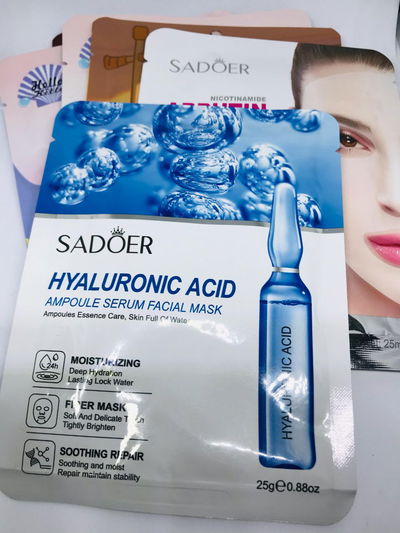 SADOER
NICOTINAMIDE
SADOER
HYALURONIC ACID
AMPOULE SERUM FACIAL MASK
Ampoules Essence Care, Skin Full Of Water
24h
MOISTURIZING
Deep Hydration
Lasting Lock Water
FIBER MASK
Soft And Delicate Touch
Tightly Brighten
SOOTHING REPAIR
Soothing and moist
Repair maintain stability
HYALURONIC ACID
25g℮0.88oz